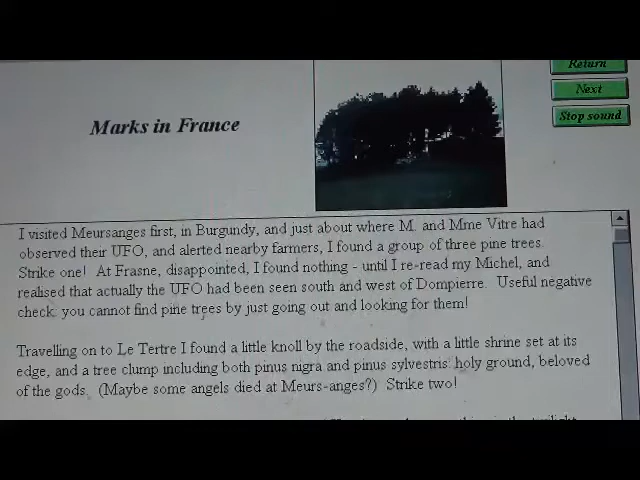 Return
Marks in France
Next
Stop sound
I visited Meursanges first, in Burgundy, and just about where M. and Mme Vitre had
observed their UFO, and alerted nearby farmers, I found a group of three pine trees.
Strike one!  At Frasne, disappointed, I found nothing - until I re-read my Michel, and
realised that actually the UFO had been seen south and west of Dompierre.  Useful negative
check: you cannot find pine trees by just going out and looking for them!
Travelling on to Le Tertre I found a little knoll by the roadside, with a little shrine set at its
edge, and a tree clump including both pinus nigra and pinus sylvestris: holy ground, beloved
of the gods.  (Maybe some angels died at Meurs-anges?)  Strike two!